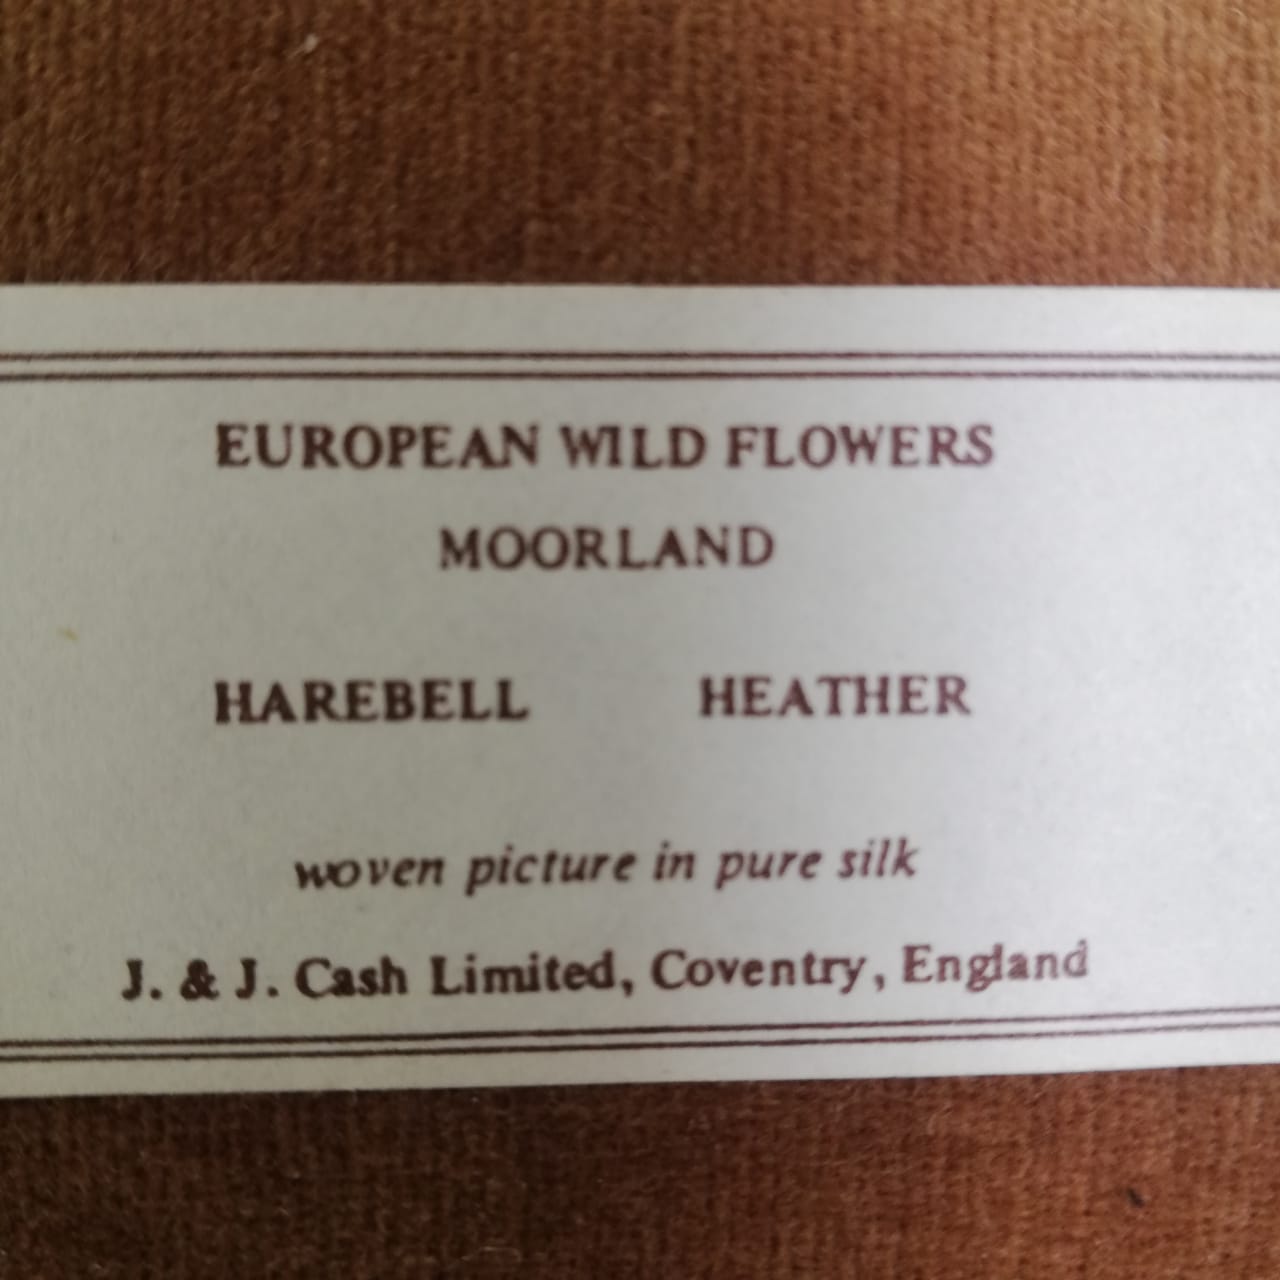 EUROPEAN WILD FLOWERS
MOORLAND
HAREBELL HEATHER
woven picture in pure silk
J. & J. Cash Limited, Coventry, England